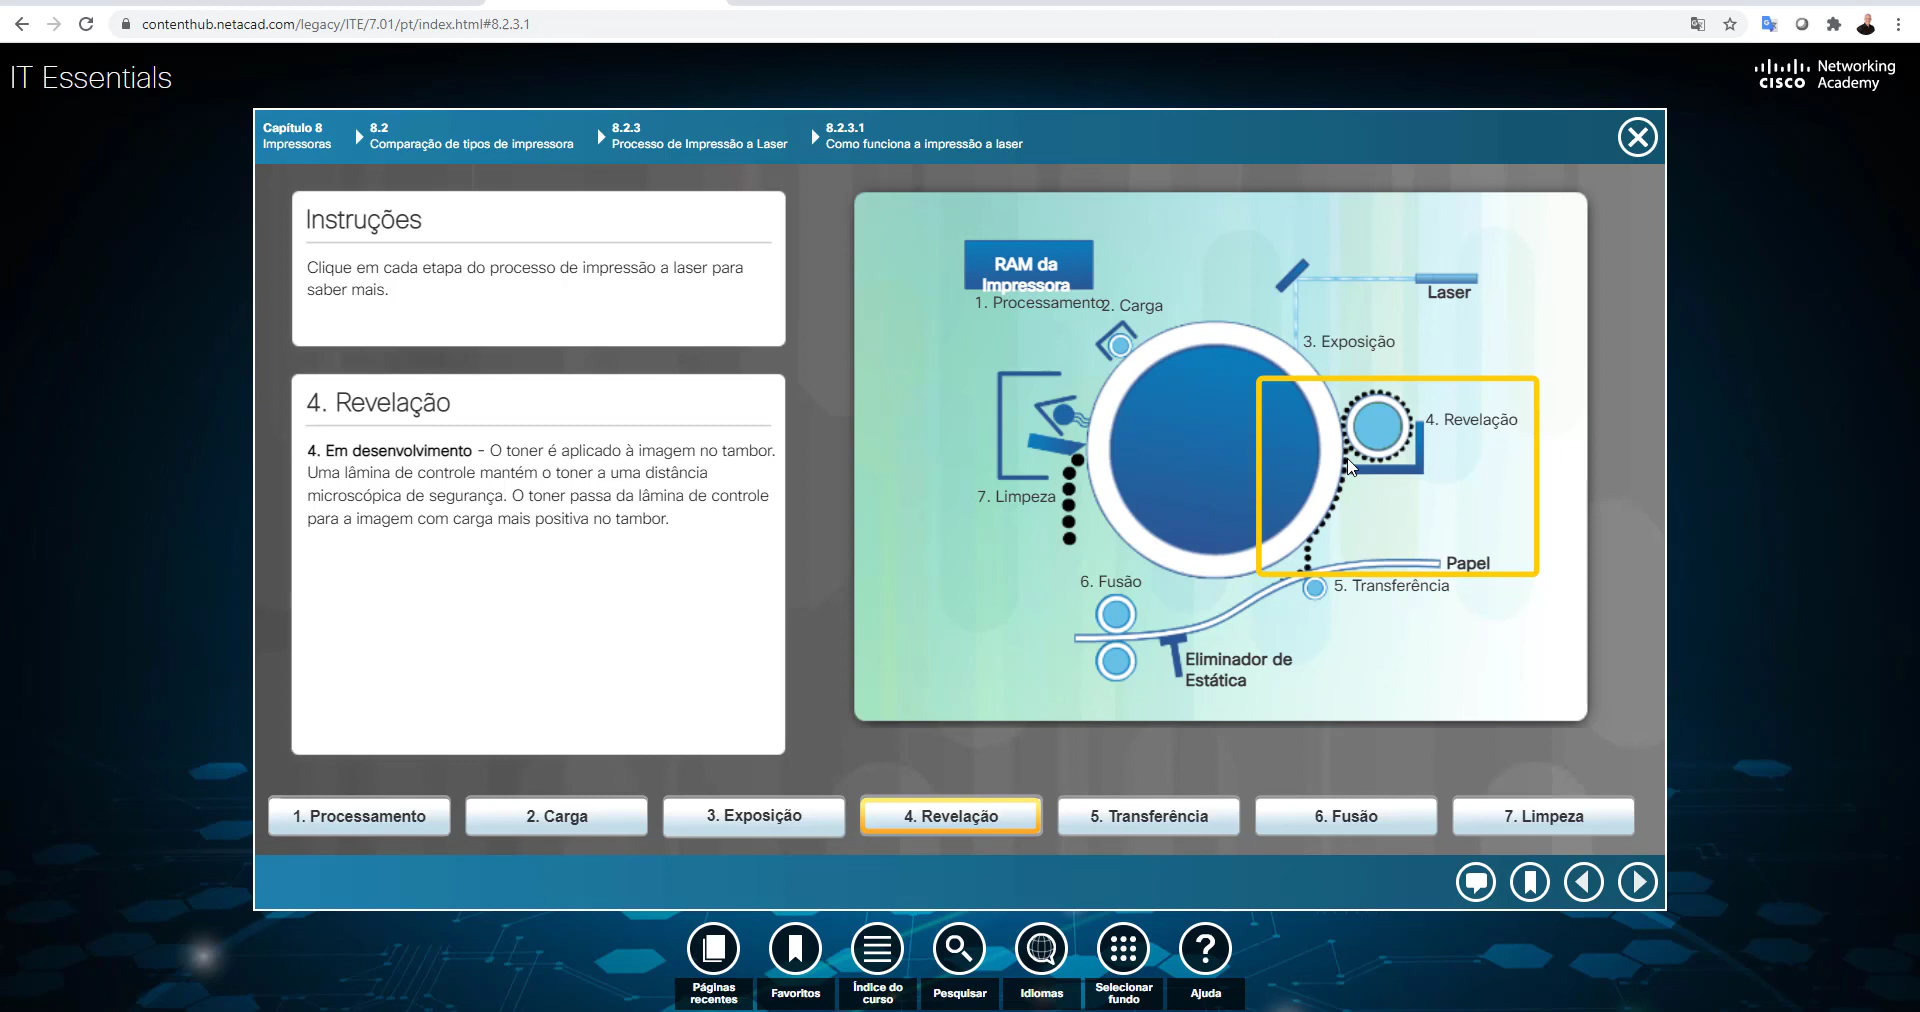 contenthub.netacad.com/legacy/ITE/7.01/pt/index.html#8.2.3.1
IT Essentials
CISCO
Networking
Academy
Capítulo 8
Impressoras
8.2
Comparação de tipos de impressora
8.2.3
Processo de Impressão a Laser
8.2.3.1
Como funciona a impressão a laser
Instruções
Clique em cada etapa do processo de impressão a laser para
saber mais.
4. Revelação
4. Em desenvolvimento - O toner é aplicado à imagem no tambor.
Uma lâmina de controle mantém o toner a uma distância
microscópica de segurança. O toner passa da lâmina de controle
para a imagem com carga mais positiva no tambor.
RAM da
Impressora
1. Processamento
2. Carga
Laser
3. Exposição
4. Revelação
7. Limpeza
Papel
6. Fusão
5. Transferência
Eliminador de
Estática
1. Processamento
2. Carga
3. Exposição
4. Revelação
5. Transferência
6. Fusão
7. Limpeza
Páginas
recentes
Favoritos
Índice do
curso
Pesquisar
Idiomas
Selecionar
fundo
?
Ajuda